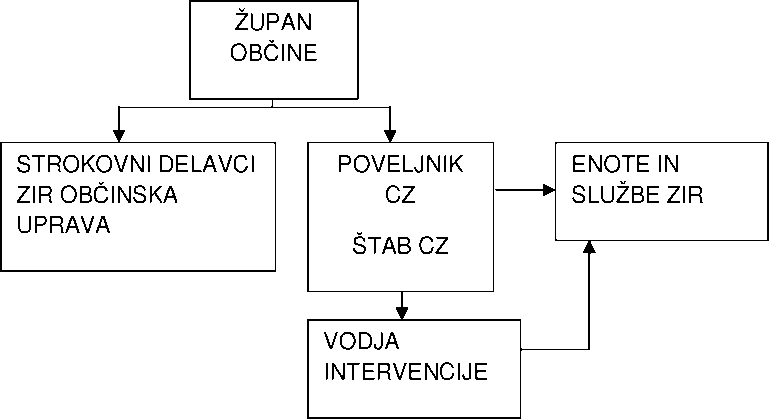 ŽUPAN
OBČINE
STROKOVNI DELAVCI
ZIR OBČINSKA
UPRAVA
POVELJNIK
CZ
ŠTAB CZ
ENOTE IN
SLUŽBE ZIR
VODJA
INTERVENCIJE